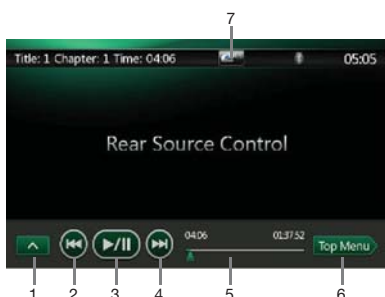 7
Title: 1 Chapter: 1 Time: 04:06 05:05
Rear Source Control
04:06 01:37:52
Top Menu
1 2 3 4 5 6